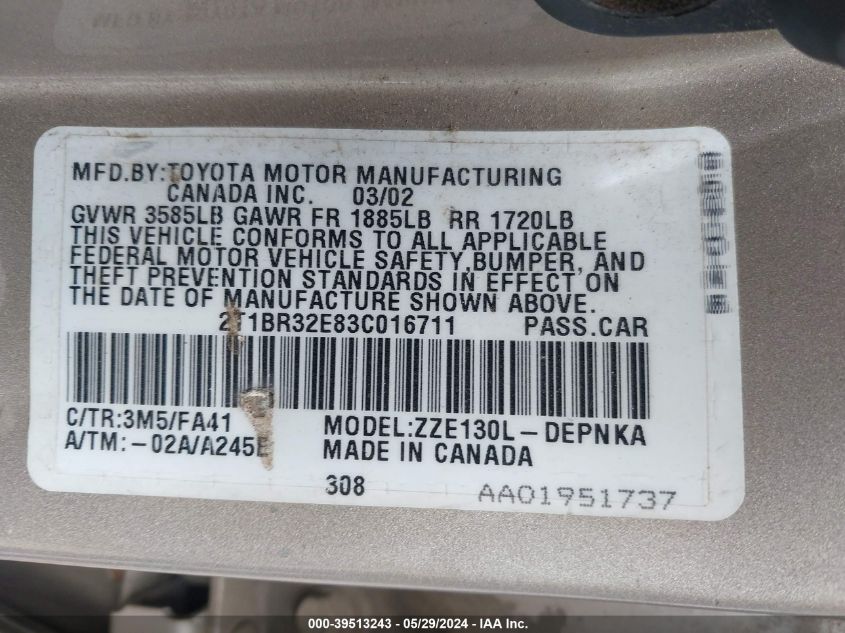 MFD.BY:TOYOTA MOTOR MANUFACTURING
CANADA INC. 03/02
GVWR 3585LB GAWR FR 1885LB RR 1720LB
THIS VEHICLE CONFORMS TO ALL APPLICABLE
FEDERAL MOTOR VEHICLE SAFETY,BUMPER, AND
THEFT PREVENTION STANDARDS IN EFFECT ON
THE DATE OF MANUFACTURE SHOWN ABOVE.
2T1BR32E83C016711 PASS.CAR
C/TR:3M5/FA41 MODEL:ZZE130L-DEPNKA
A/TM:-02A/A245E MADE IN CANADA
308 AA01951737
000-39513243 - 05/29/2024 - IAA Inc.